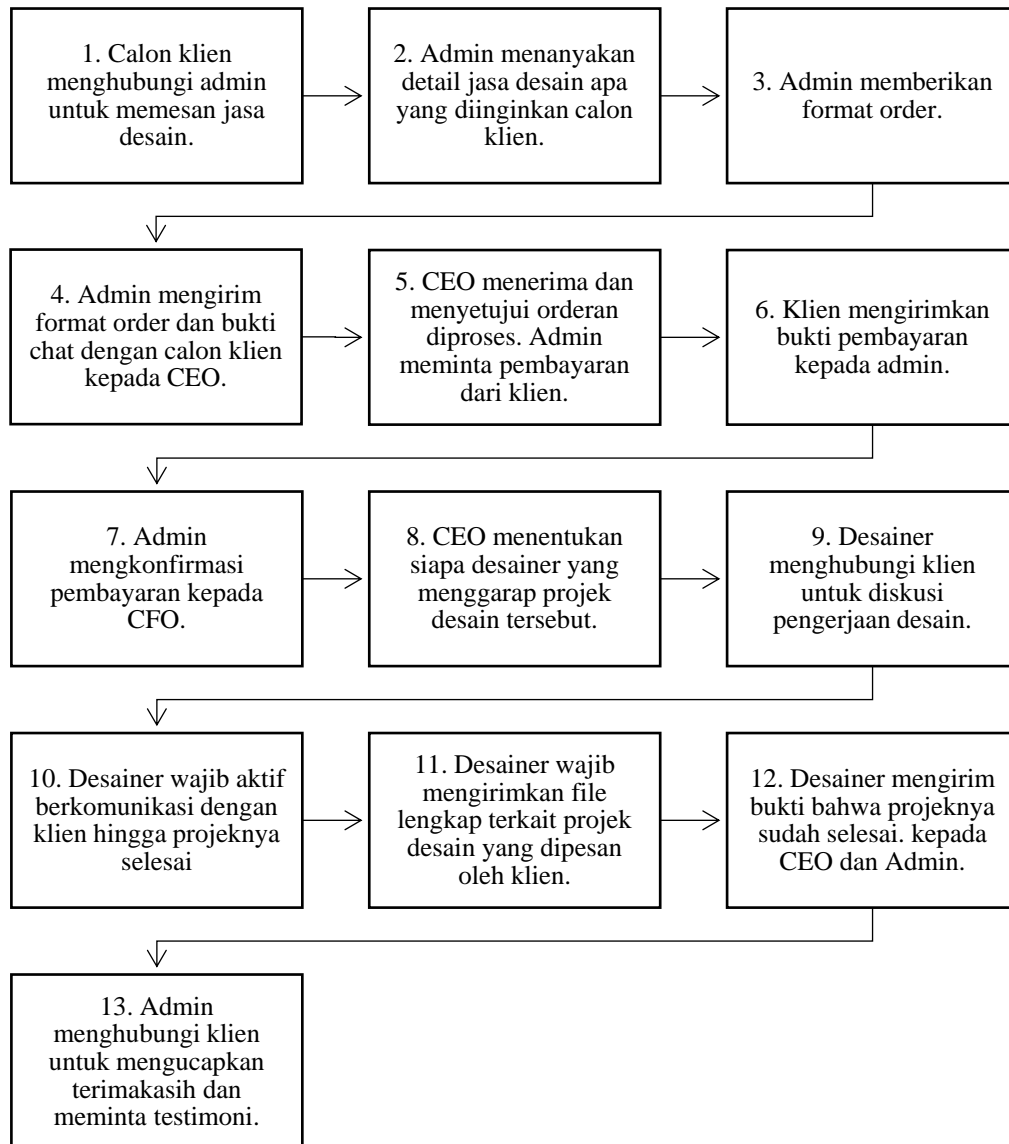 1. Calon klien
menghubungi admin
untuk memesan jasa
desain.
2. Admin menanyakan
detail jasa desain apa
yang diinginkan calon
klien.
3. Admin memberikan
format order.
4. Admin mengirim
format order dan bukti
chat dengan calon klien
kepada CEO.
5. CEO menerima dan
menyetujui orderan
diproses. Admin
meminta pembayaran
dari klien.
6. Klien mengirimkan
bukti pembayaran
kepada admin.
7. Admin
mengkonfirmasi
pembayaran kepada
CFO.
8. CEO menentukan
siapa desainer yang
menggarap projek
desain tersebut.
9. Desainer
menghubungi klien
untuk diskusi
pengerjaan desain.
10. Desainer wajib aktif
berkomunikasi dengan
klien hingga projeknya
selesai
11. Desainer wajib
mengirimkan file
lengkap terkait projek
desain yang dipesan
oleh klien.
12. Desainer mengirim
bukti bahwa projeknya
sudah selesai. kepada
CEO dan Admin.
13. Admin
menghubungi klien
untuk mengucapkan
terimakasih dan
meminta testimoni.